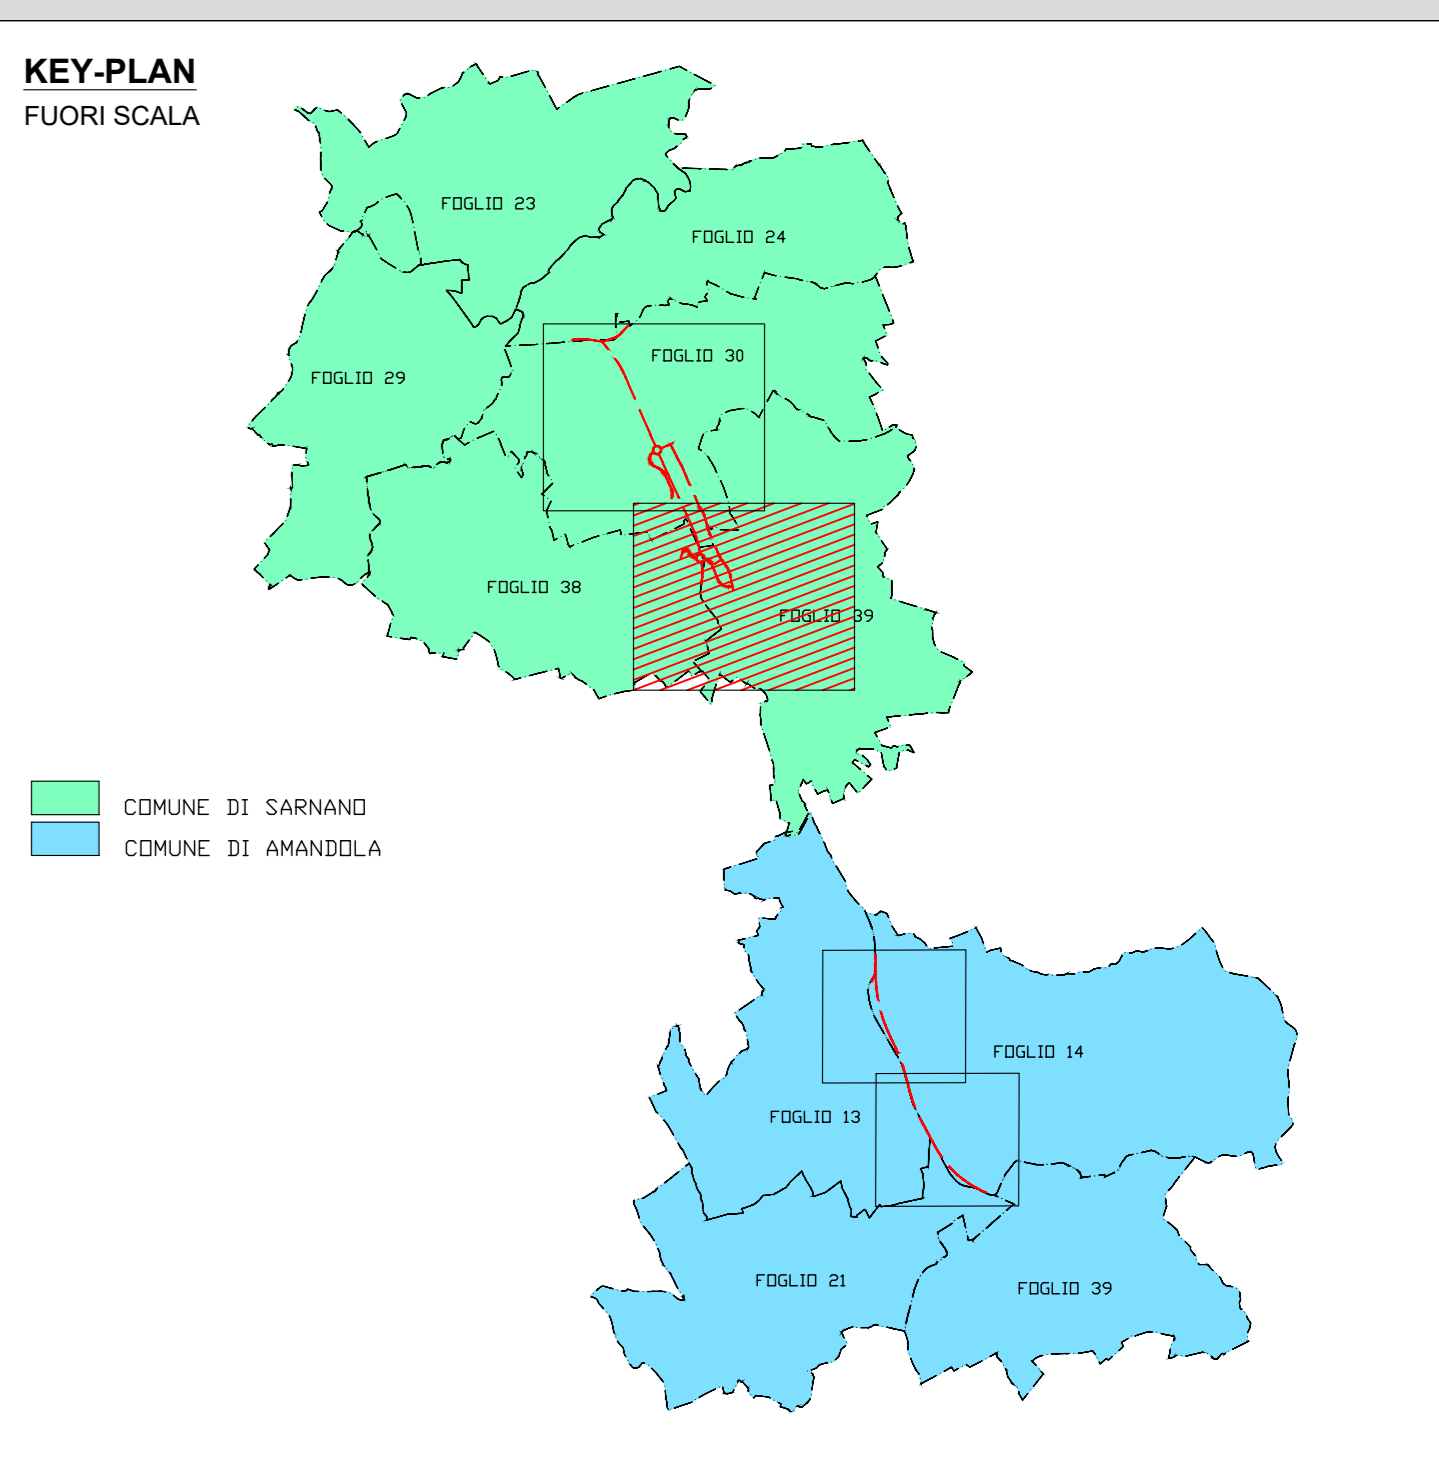 KEY-PLAN
FUORI SCALA
FOGLIO 23
FOGLIO 24
FOGLIO 30
FOGLIO 29
FOGLIO 38
FOGLIO 39
COMUNE DI SARNANO
COMUNE DI AMANDOLA
FOGLIO 14
FOGLIO 13
FOGLIO 21
FOGLIO 39